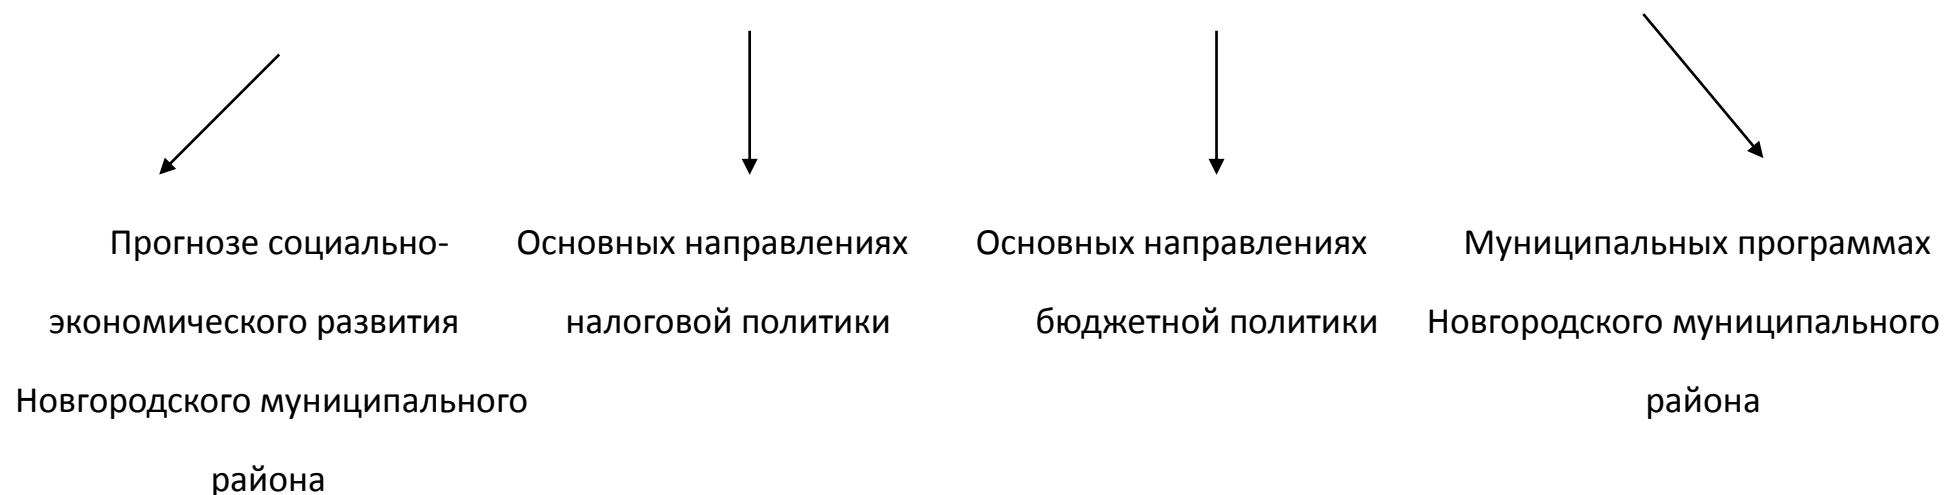 Прогнозе социально-
экономического развития
Новгородского муниципального
района
Основных направлениях
налоговой политики
Основных направлениях
бюджетной политики
Муниципальных программах
Новгородского муниципального
района